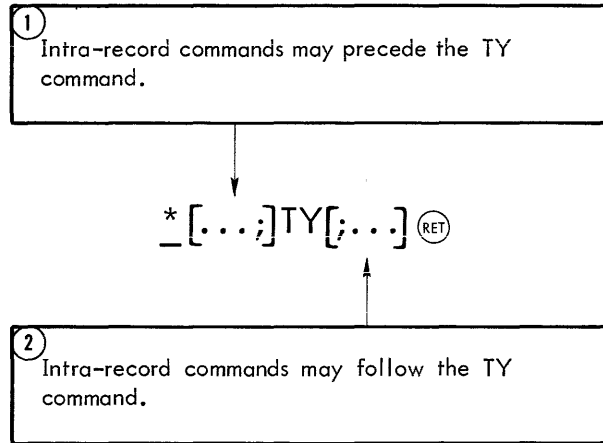 1
Intra-record commands may precede the TY
command.
*[...;]TY[;...] RET
2
Intra-record commands may follow the TY
command.